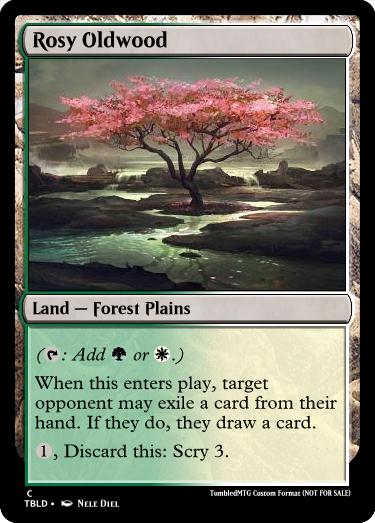 Rosy Oldwood
Land — Forest Plains
(: Add or .)
When this enters play, target
opponent may exile a card from their
hand. If they do, they draw a card.
1, Discard this: Scry 3.
C
TBLD • Nele Diel
TumbledMTG Custom Format (NOT FOR SALE)